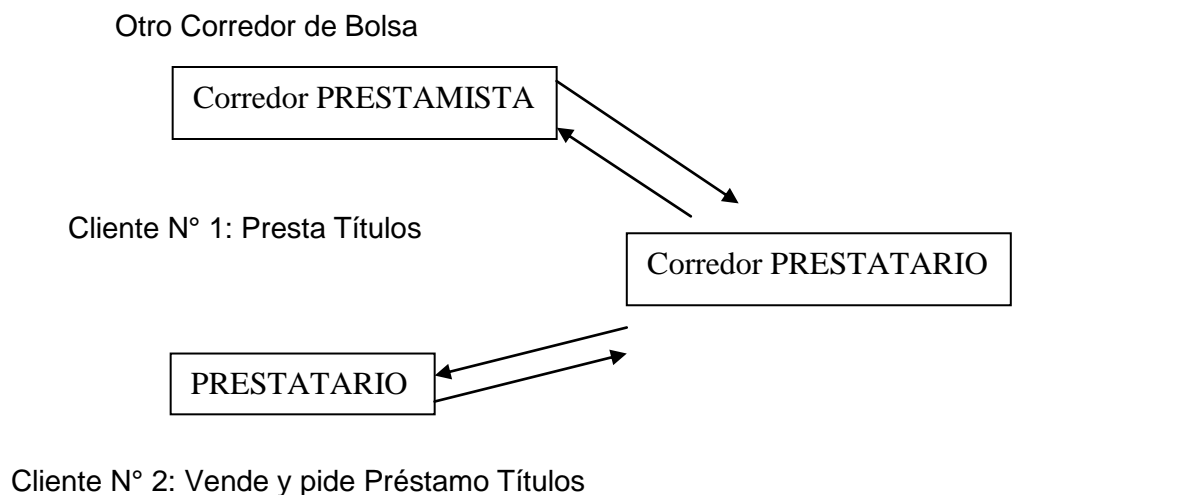 Otro Corredor de Bolsa
Corredor PRESTAMISTA
Cliente N° 1: Presta Títulos
Corredor PRESTATARIO
PRESTATARIO
Cliente N° 2: Vende y pide Préstamo Títulos